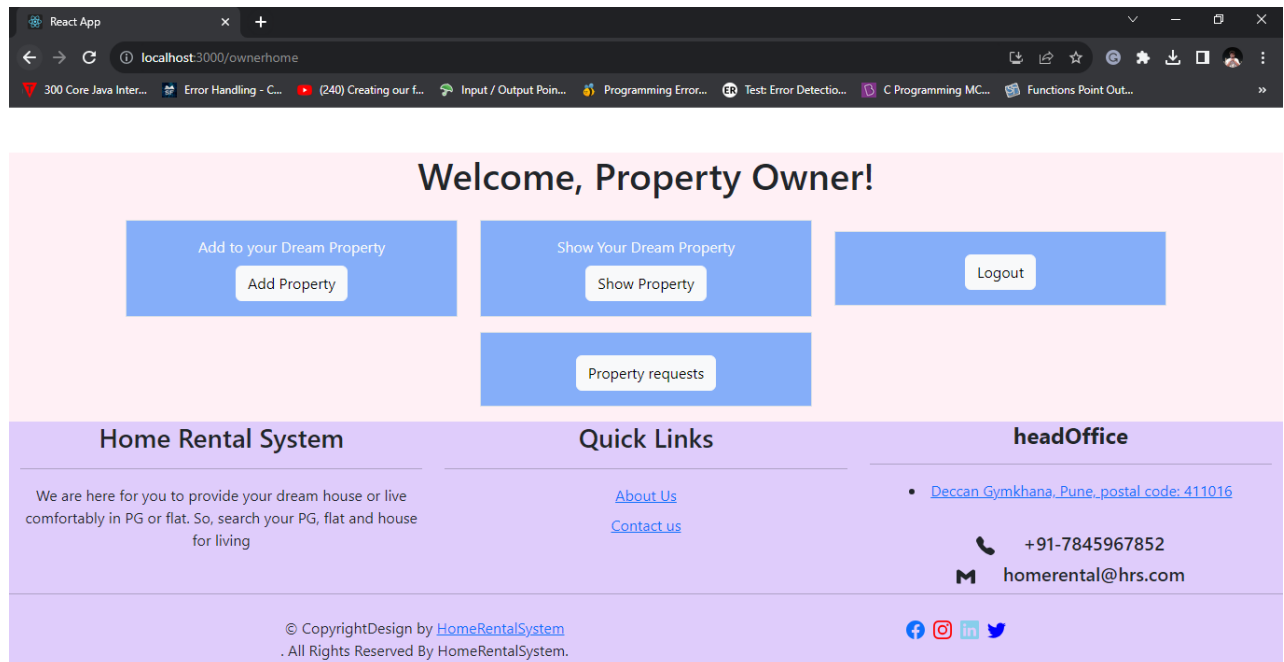 React App
localhost:3000/ownerhome
300 Core Java Inter...
Error Handling - C...
(240) Creating our f...
Input / Output Poin...
Programming Error...
ER
Test: Error Detectio...
C Programming MC...
Functions Point Out...
Welcome, Property Owner!
Add to your Dream Property
Add Property
Show Your Dream Property
Show Property
Logout
Property requests
Home Rental System
We are here for you to provide your dream house or live
comfortably in PG or flat. So, search your PG, flat and house
for living
Quick Links
About Us
Contact us
headOffice
Deccan Gymkhana, Pune, postal code: 411016
+91-7845967852
homerental@hrs.com
© CopyrightDesign by HomeRentalSystem
. All Rights Reserved By HomeRentalSystem.